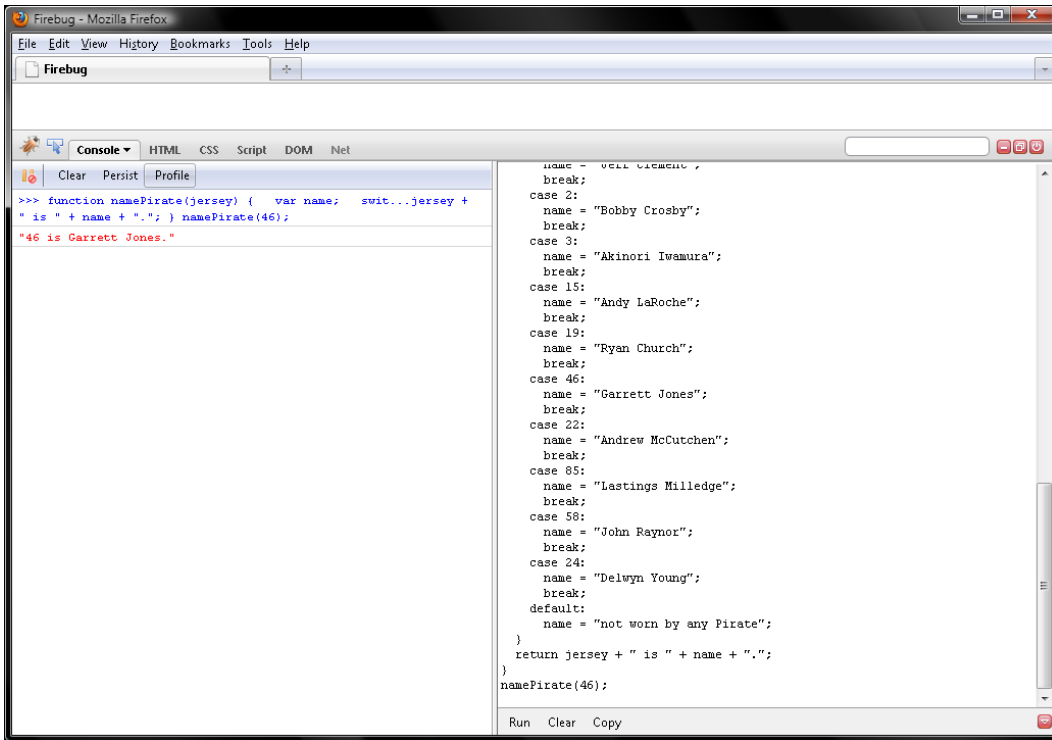 Firebug - Mozilla Firefox
File Edit View History Bookmarks Tools Help
Firebug
Console HTML CSS Script DOM Net
Clear Persist Profile
>>> function namePirate(jersey) { var name; swit...jersey +
" is " + name + "."; } namePirate(46);
"46 is Garrett Jones."
name = "Jeff Clement";
break;
case 2:
name = "Bobby Crosby";
break;
case 3:
name = "Akinori Iwamura";
break;
case 15:
name = "Andy LaRoche";
break;
case 19:
name = "Ryan Church";
break;
case 46:
name = "Garrett Jones";
break;
case 22:
name = "Andrew McCutchen";
break;
case 85:
name = "Lastings Milledge";
break;
case 58:
name = "John Raynor";
break;
case 24:
name = "Delwyn Young";
break;
default:
name = "not worn by any Pirate";
}
return jersey + " is " + name + ".";
}
namePirate(46);
Run Clear Copy